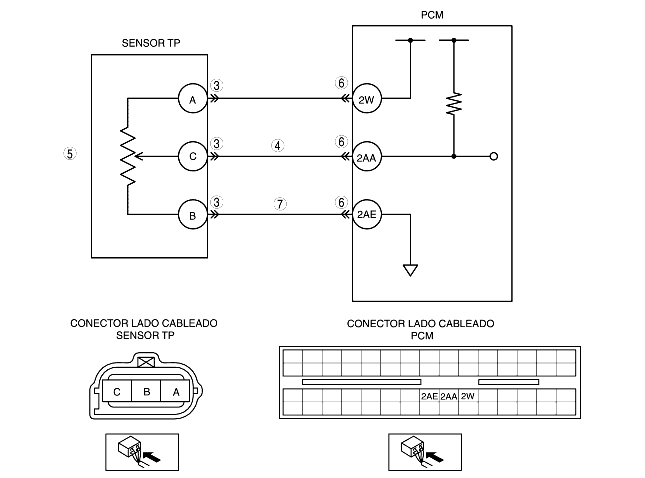 PCM
SENSOR TP
A 3 6 2W
C 3 4 6 2AA
5
B 3 7 6 2AE
CONECTOR LADO CABLEADO
SENSOR TP
C B A
CONECTOR LADO CABLEADO
PCM
2AE 2AA 2W